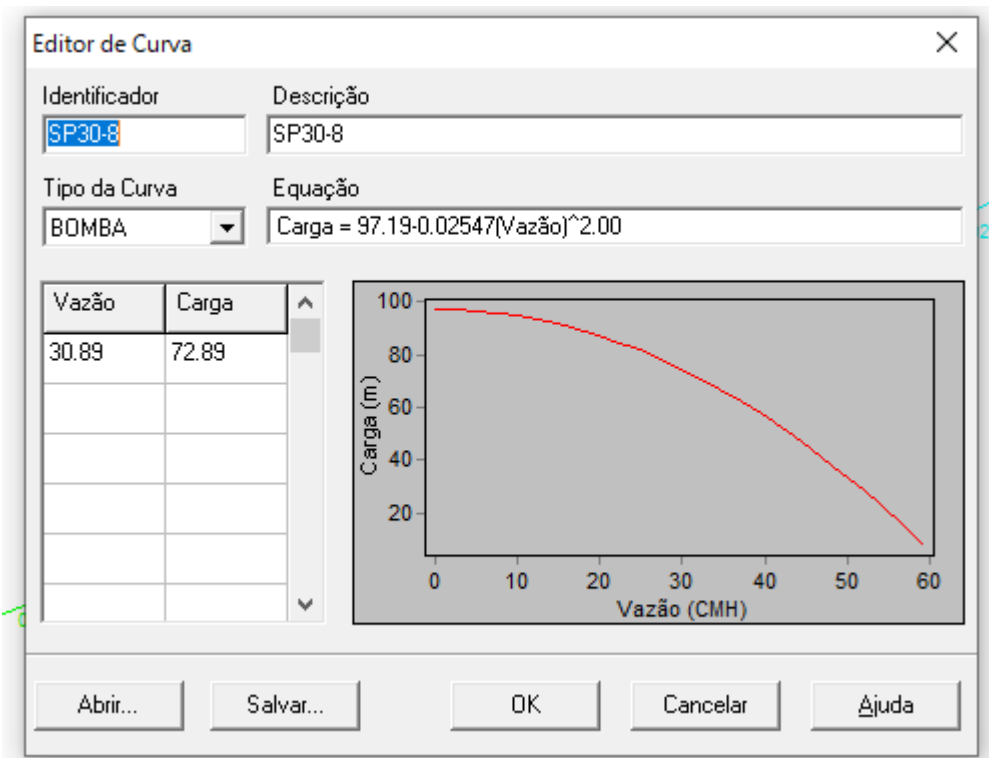 Editor de Curva
Identificador Descrição
SP30-8 SP30-8
Tipo da Curva Equação
BOMBA Carga = 97.19-0.02547(Vazão)^2.00
Vazão Carga
30.89 72.89
100
80
60
40
20
Carga (m)
0 10 20 30 40 50 60
Vazão (CMH)
Abrir... Salvar... OK Cancelar Ajuda